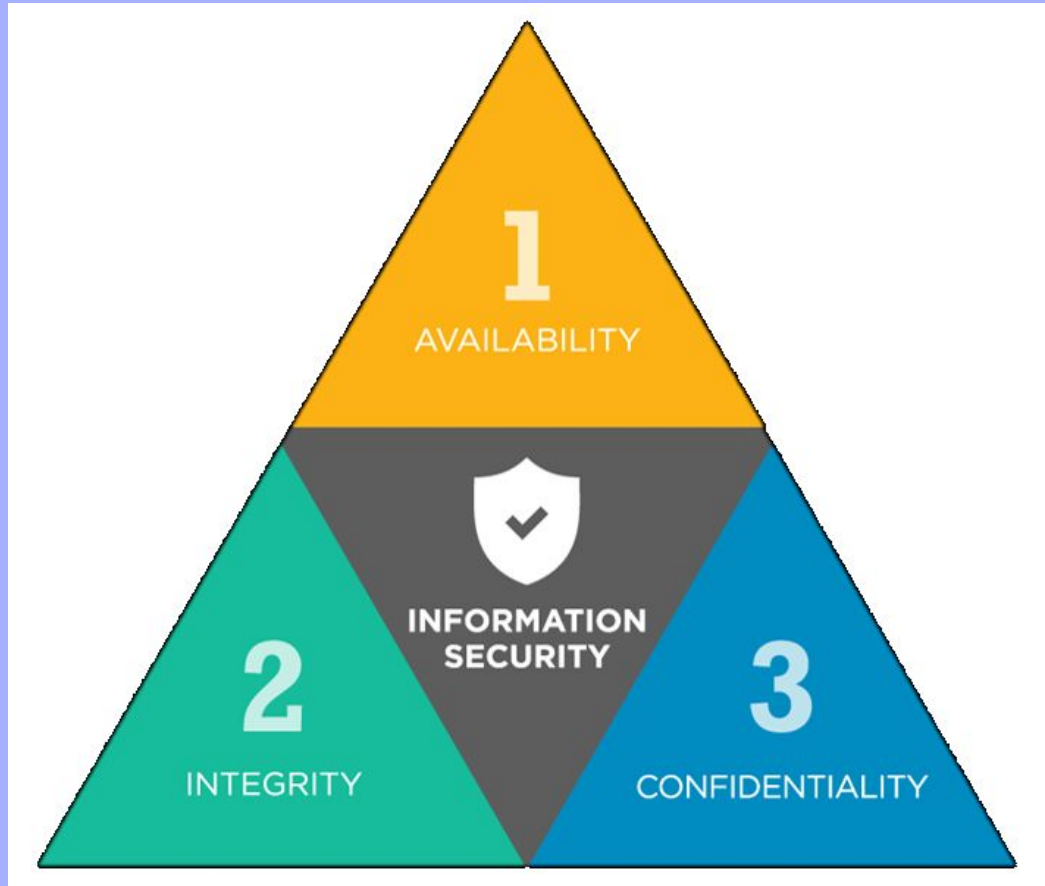 1
AVAILABILITY
INFORMATION
SECURITY
2
INTEGRITY
3
CONFIDENTIALITY